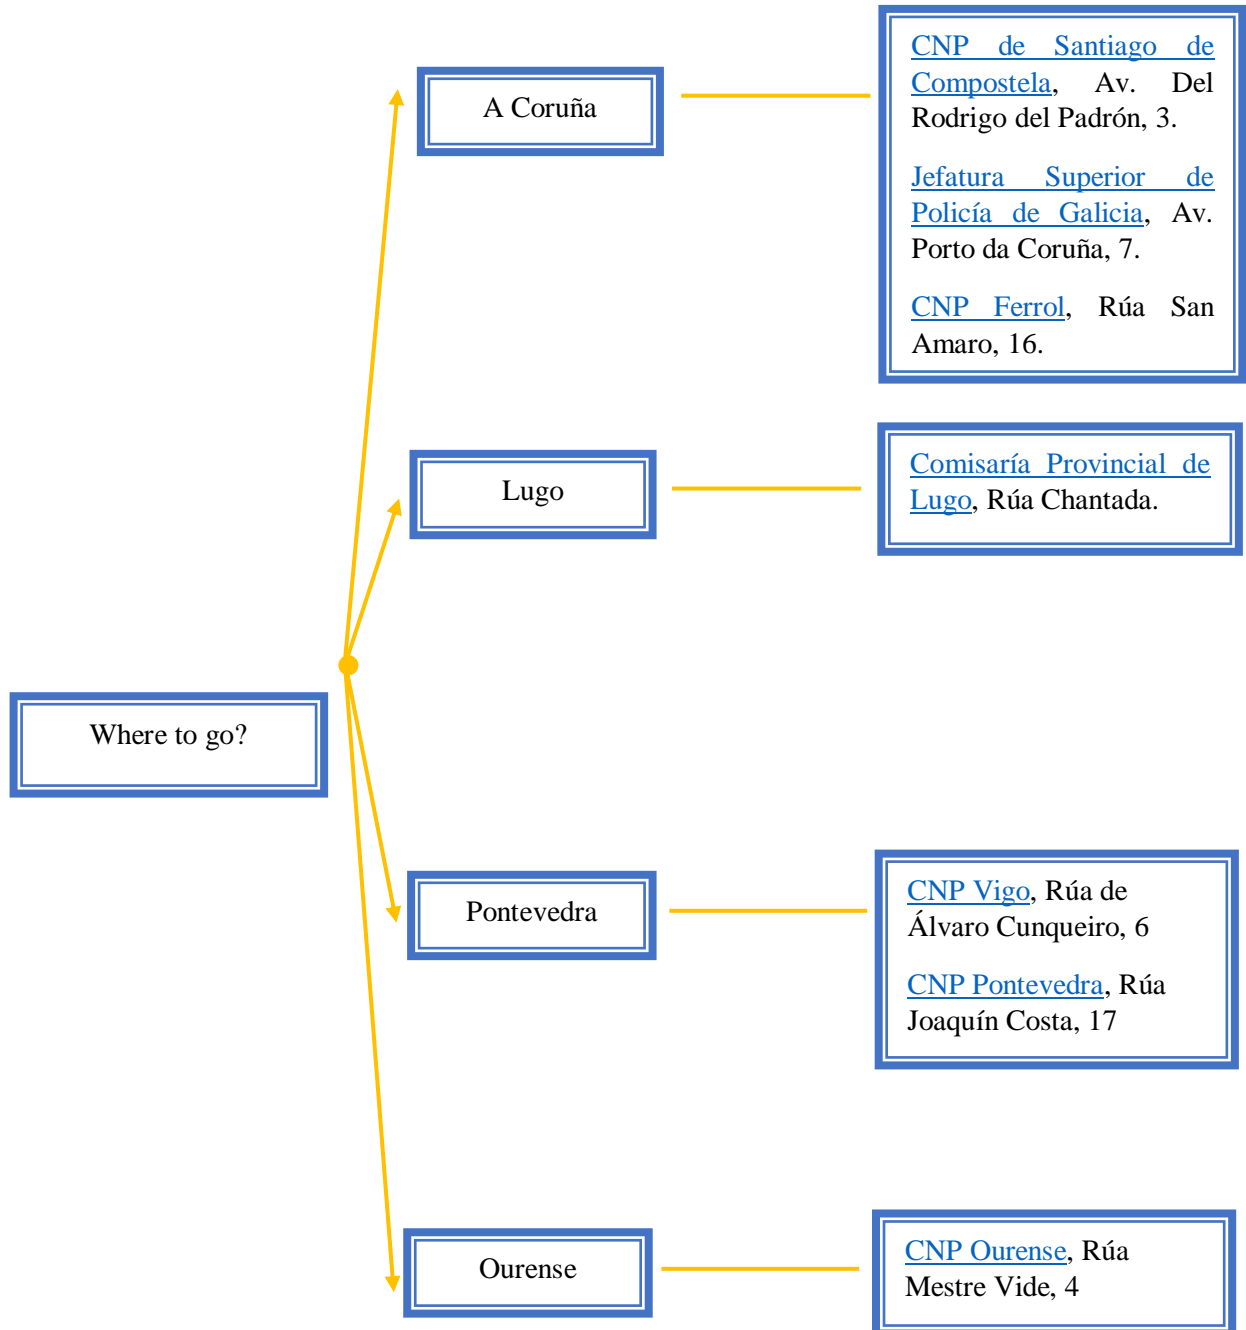 Where to go?
A Coruña
CNP de Santiago de
Compostela, Av. Del
Rodrigo del Padrón, 3.
Jefatura Superior de
Policía de Galicia, Av.
Porto da Coruña, 7.
CNP Ferrol, Rúa San
Amaro, 16.
Lugo
Comisaría Provincial de
Lugo, Rúa Chantada.
Pontevedra
CNP Vigo, Rúa de
Álvaro Cunqueiro, 6
CNP Pontevedra, Rúa
Joaquín Costa, 17
Ourense
CNP Ourense, Rúa
Mestre Vide, 4